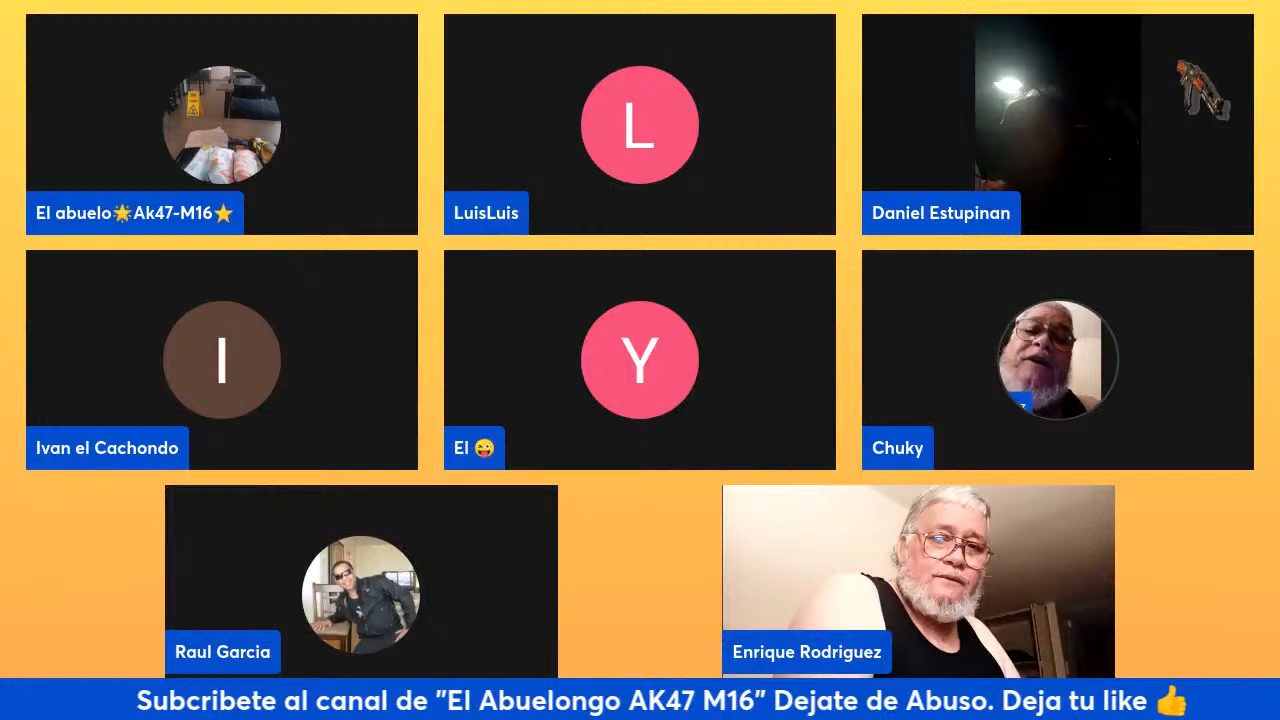 L
El abuelo🌟Ak47-M16⭐
LuisLuis
Daniel Estupinan
I
Y
Ivan el Cachondo
El 😜
Chuky
Raul Garcia
Enrique Rodriguez
Subcribete al canal de "El Abuelongo AK47 M16" Dejate de Abuso. Deja tu like 👍